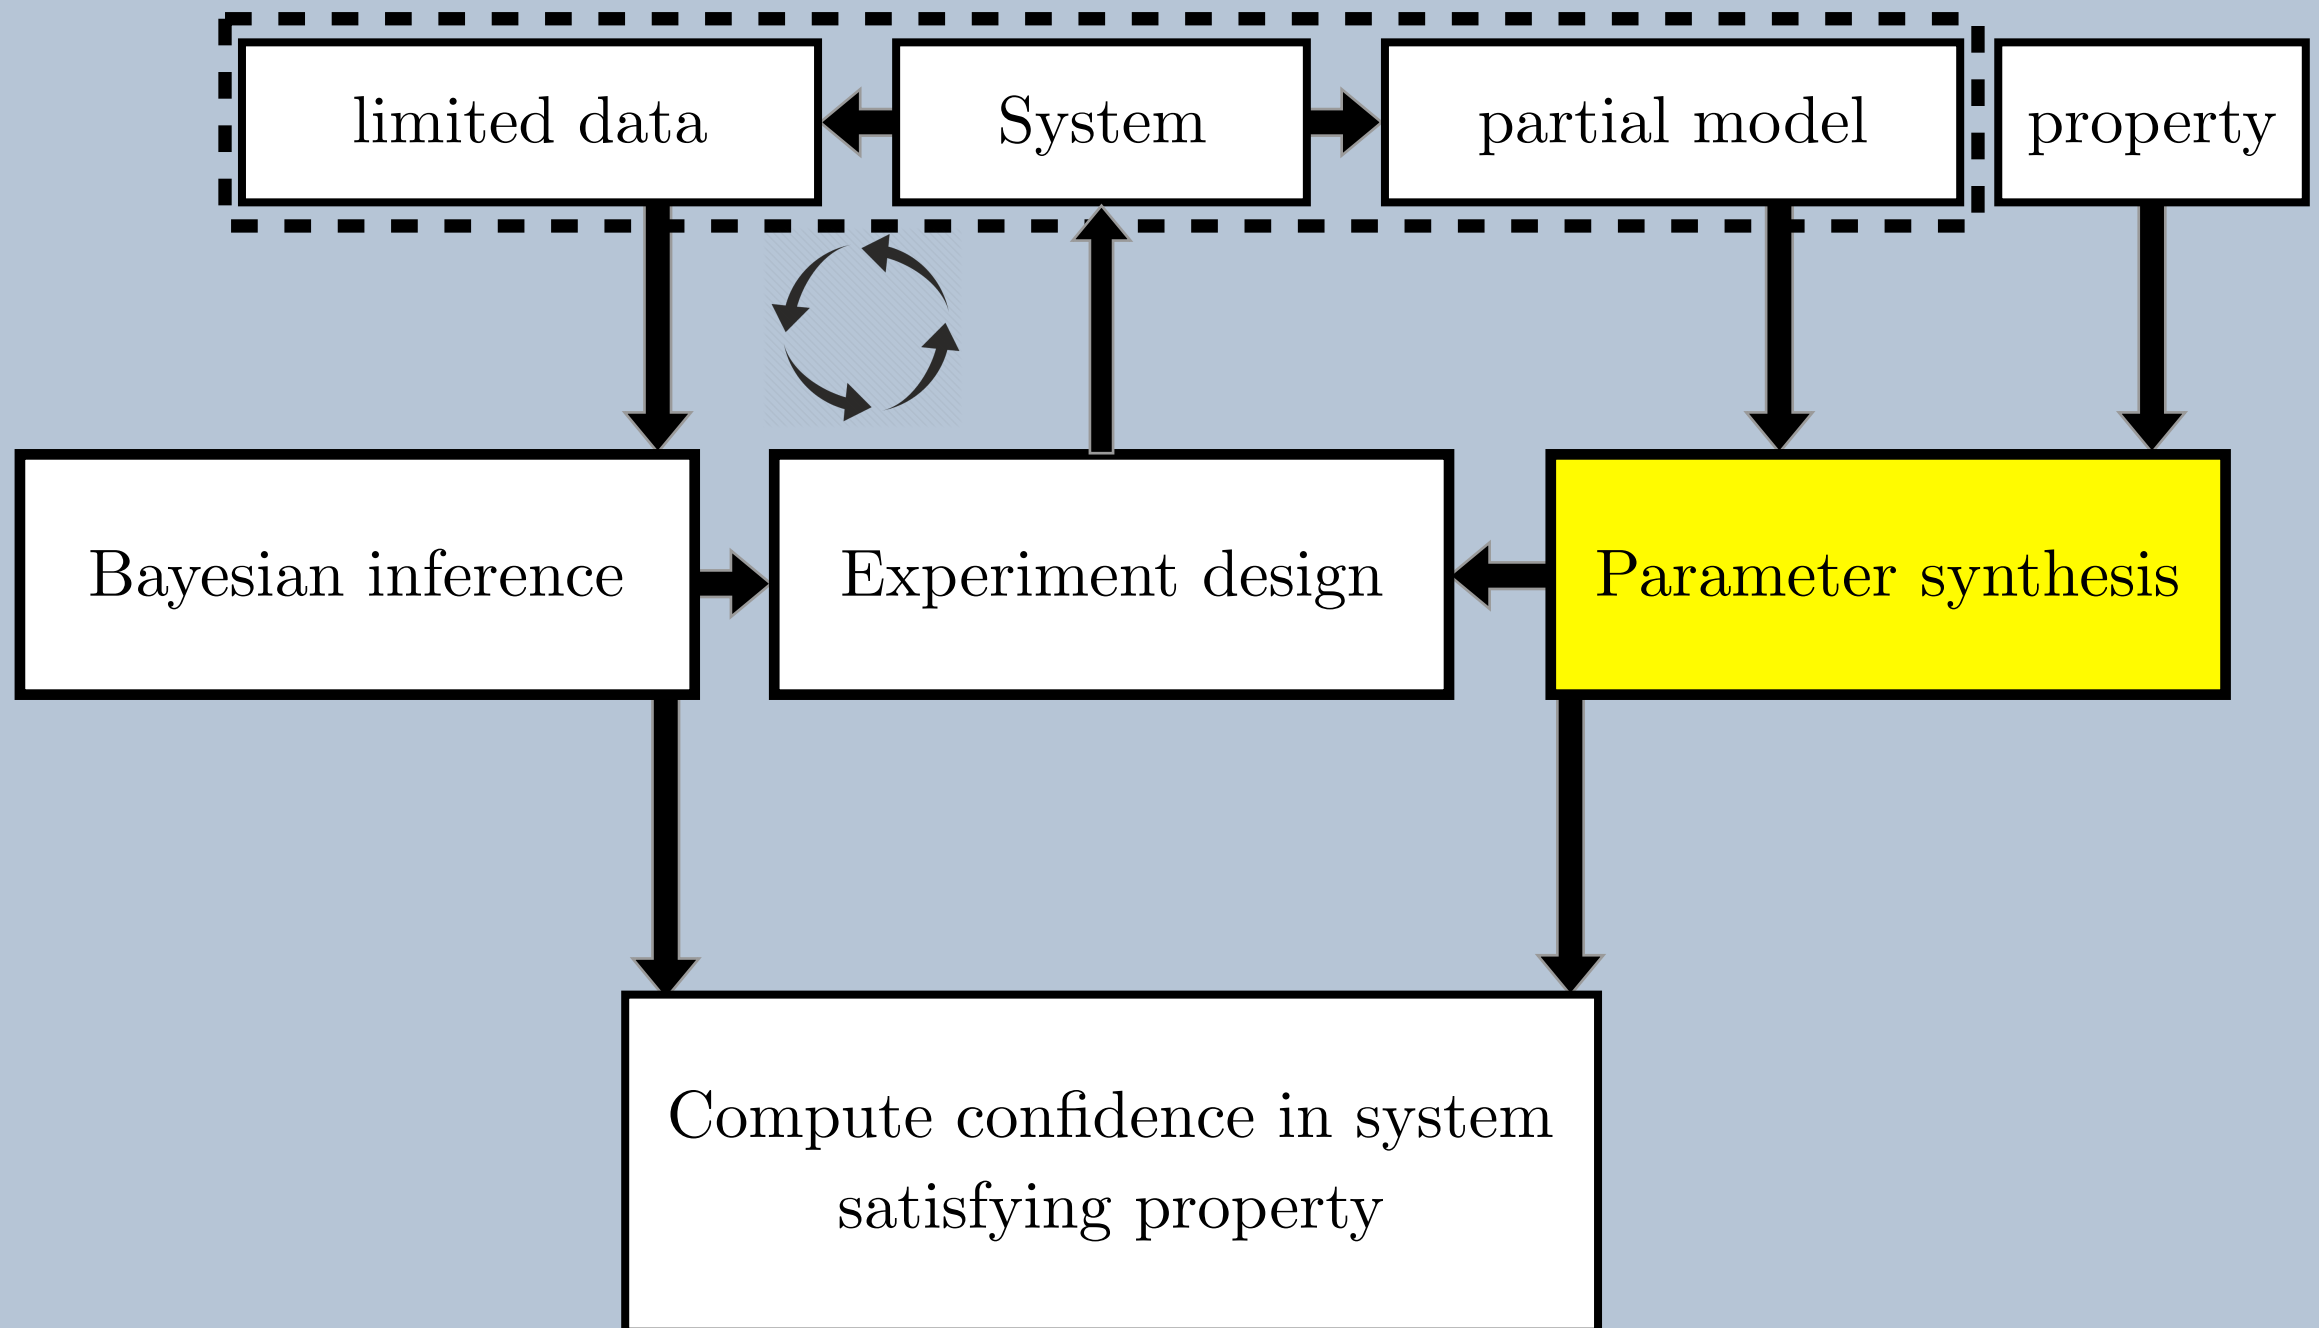 limited data
System
partial model
property
Bayesian inference
Experiment design
Parameter synthesis
Compute confidence in system
satisfying property